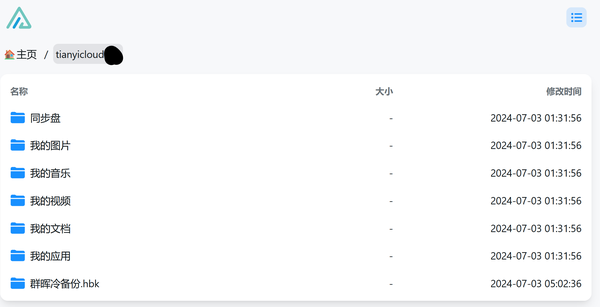 主页 / tianyicloud
名称 大小 修改时间
同步盘 - 2024-07-03 01:31:56
我的图片 - 2024-07-03 01:31:56
我的音乐 - 2024-07-03 01:31:56
我的视频 - 2024-07-03 01:31:56
我的文档 - 2024-07-03 01:31:56
我的应用 - 2024-07-03 01:31:56
群晖冷备份.hbk - 2024-07-03 05:02:36